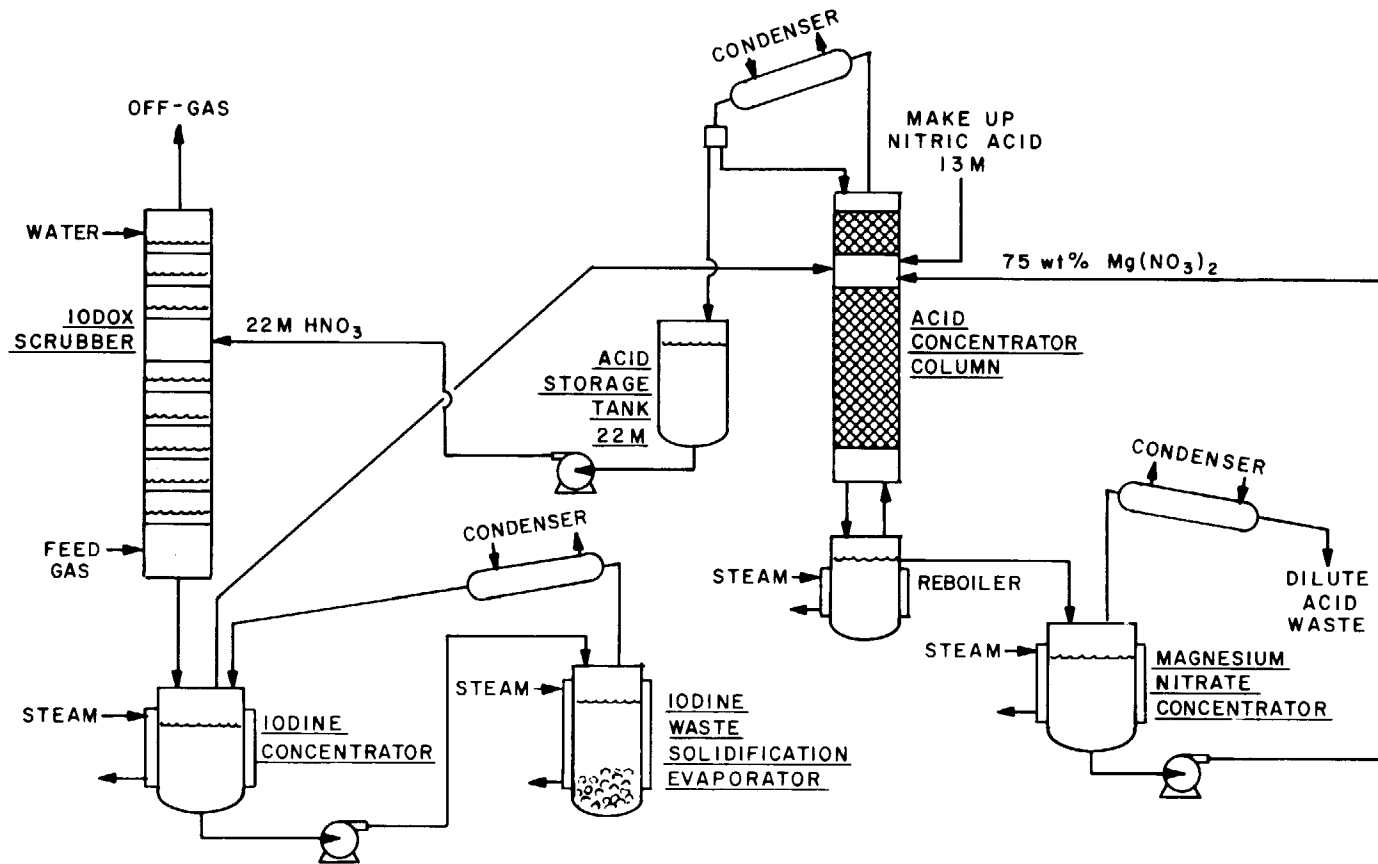 CONDENSER
OFF-GAS
MAKE UP
NITRIC ACID
13M
WATER
75 wt% Mg(NO₃)₂
IODOX
SCRUBBER
22M HNO₃
ACID
STORAGE
TANK
22M
ACID
CONCENTRATOR
COLUMN
CONDENSER
CONDENSER
FEED
GAS
STEAM
REBOILER
DILUTE
ACID
WASTE
STEAM
MAGNESIUM
NITRATE
CONCENTRATOR
STEAM
IODINE
CONCENTRATOR
STEAM
IODINE
WASTE
SOLIDIFICATION
EVAPORATOR